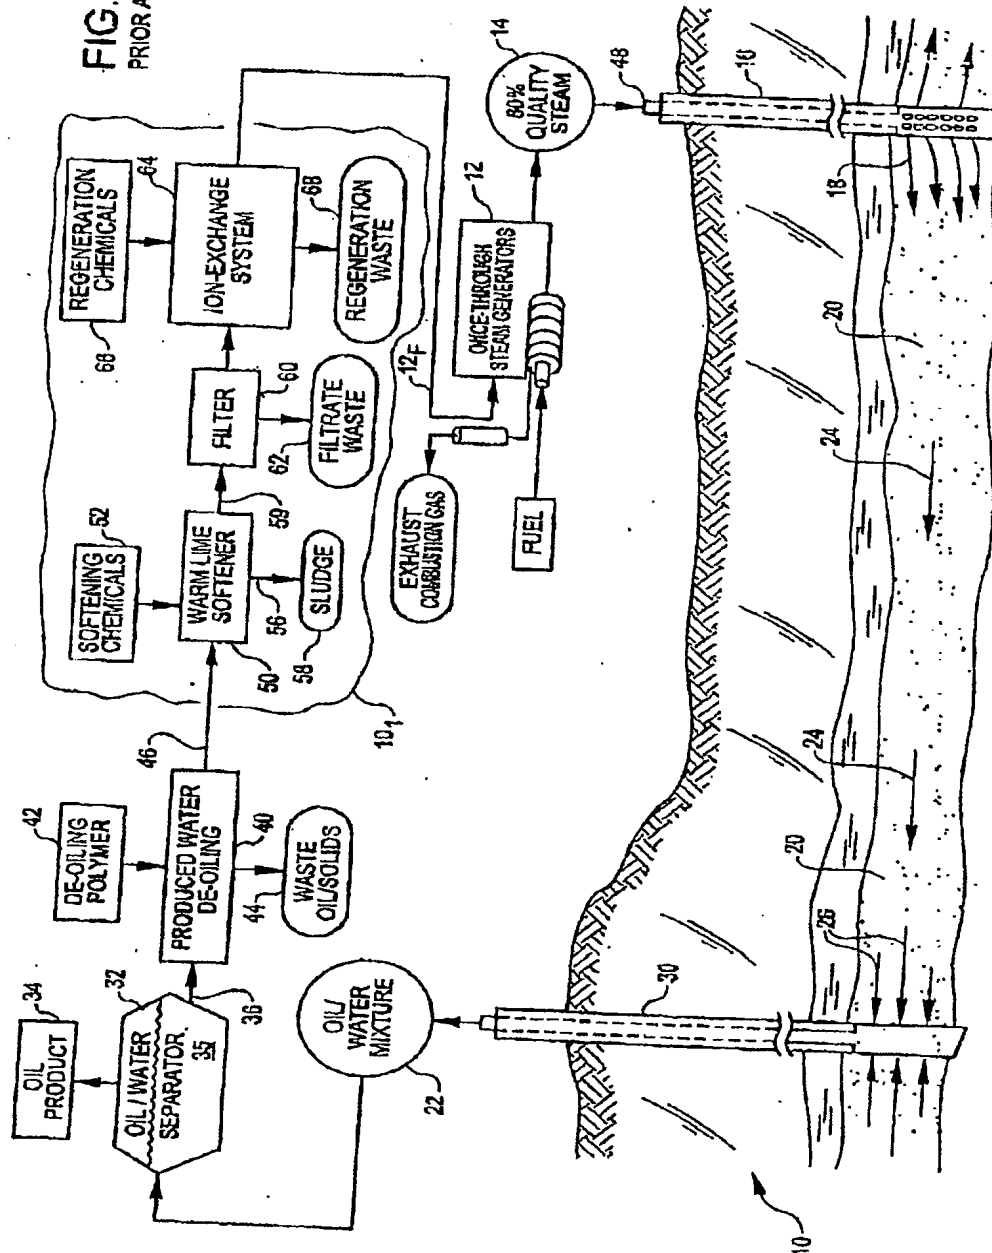 FIG.
PRIOR A
34
OIL
PRODUCT
32
OIL / WATER
SEPARATOR
35
36
42
DE-OILING
POLYMER
PRODUCED WATER
DE-OILING
40
44
WASTE
OIL/SOLIDS
46
SOFTENING
CHEMICALS
52
WARM LIME
SOFTENER
50
56
58
SLUDGE
59
FILTER
60
62
FILTRATE
WASTE
REGENERATION
CHEMICALS
66
64
ION-EXCHANGE
SYSTEM
68
REGENERATION
WASTE
10₁
12F
12
ONCE-THROUGH
STEAM GENERATORS
EXHAUST
COMBUSTION GAS
FUEL
14
80%
QUALITY
STEAM
48
OIL/
WATER
MIXTURE
22
30
16
18
20
24
24
20
26
10